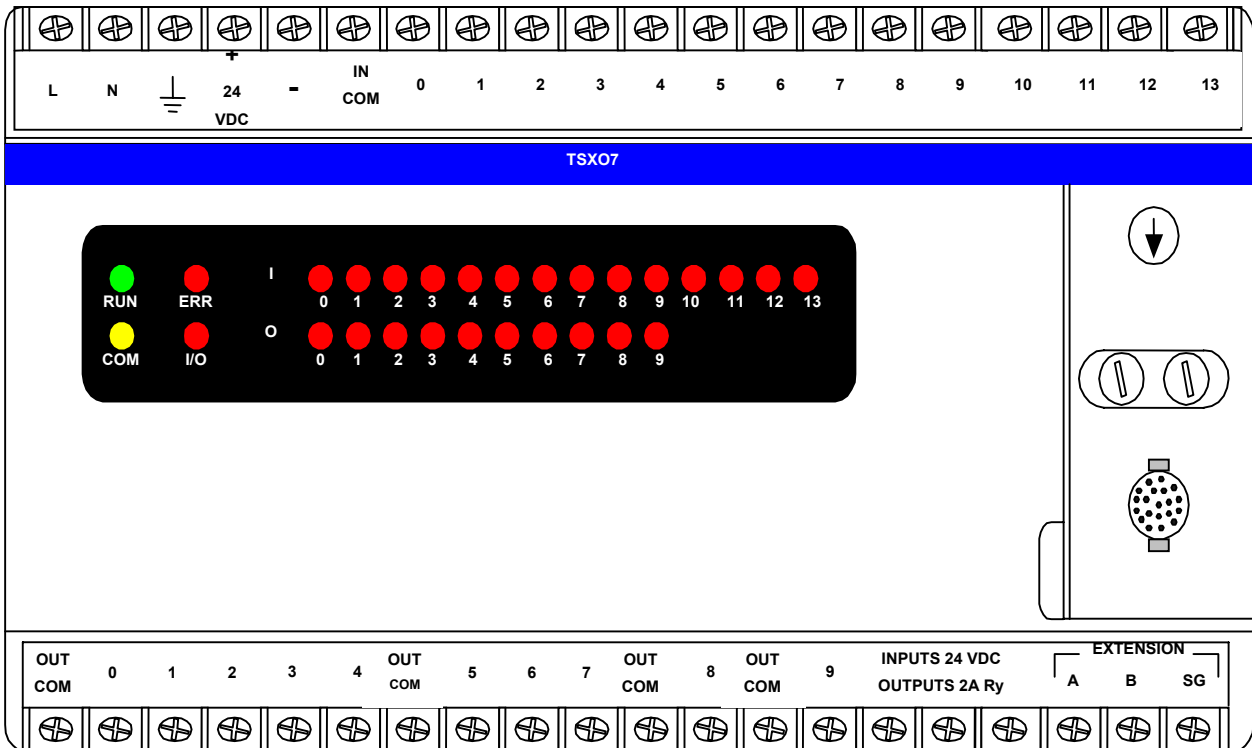 +
IN
L N 24 - COM 0 1 2 3 4 5 6 7 8 9 10 11 12 13
VDC
TSXO7
I
RUN ERR 0 1 2 3 4 5 6 7 8 9 10 11 12 13
O
COM I/O 0 1 2 3 4 5 6 7 8 9
EXTENSION
OUT OUT OUT OUT INPUTS 24 VDC
COM 0 1 2 3 4 COM 5 6 7 COM 8 COM 9 OUTPUTS 2A Ry A B SG